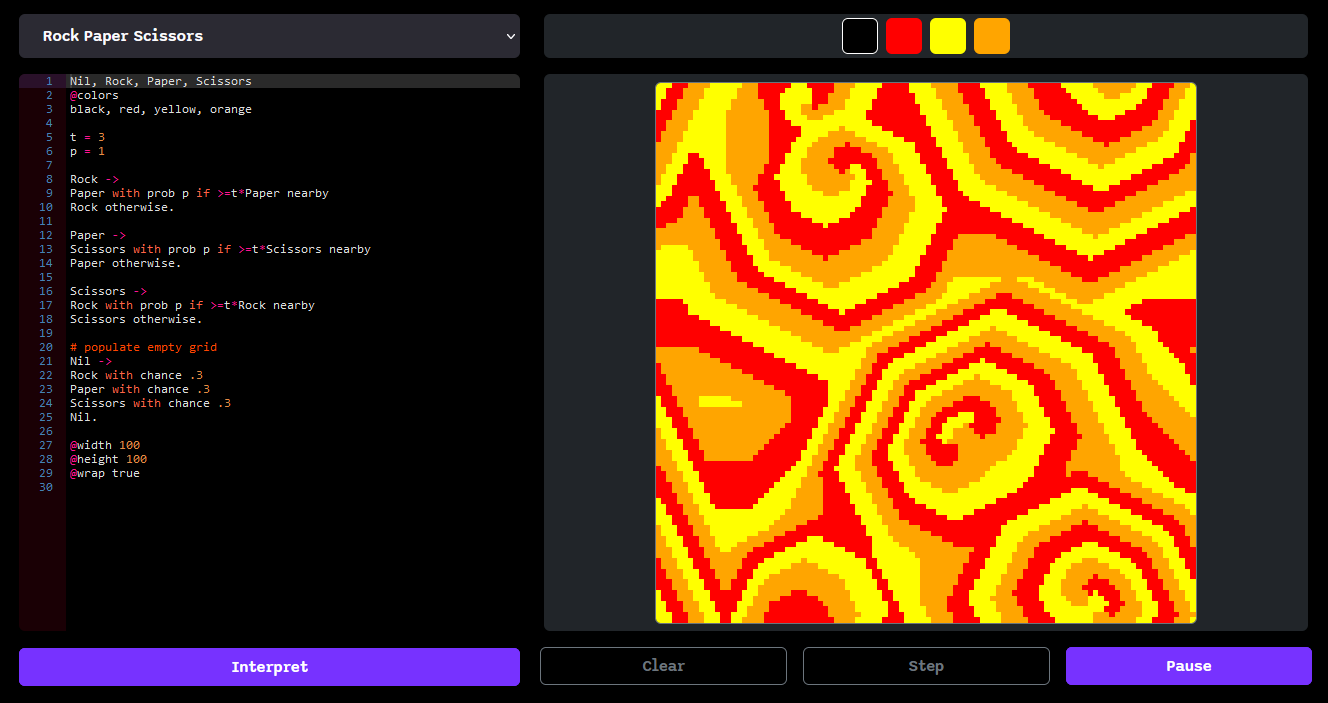 Rock Paper Scissors
1 Nil, Rock, Paper, Scissors
2 @colors
3 black, red, yellow, orange
4
5 t = 3
6 p = 1
7
8 Rock ->
9 Paper with prob p if >=t*Paper nearby
10 Rock otherwise.
11
12 Paper ->
13 Scissors with prob p if >=t*Scissors nearby
14 Paper otherwise.
15
16 Scissors ->
17 Rock with prob p if >=t*Rock nearby
18 Scissors otherwise.
19
20 # populate empty grid
21 Nil ->
22 Rock with chance .3
23 Paper with chance .3
24 Scissors with chance .3
25 Nil.
26
27 @width 100
28 @height 100
29 @wrap true
30
Interpret
Clear
Step
Pause